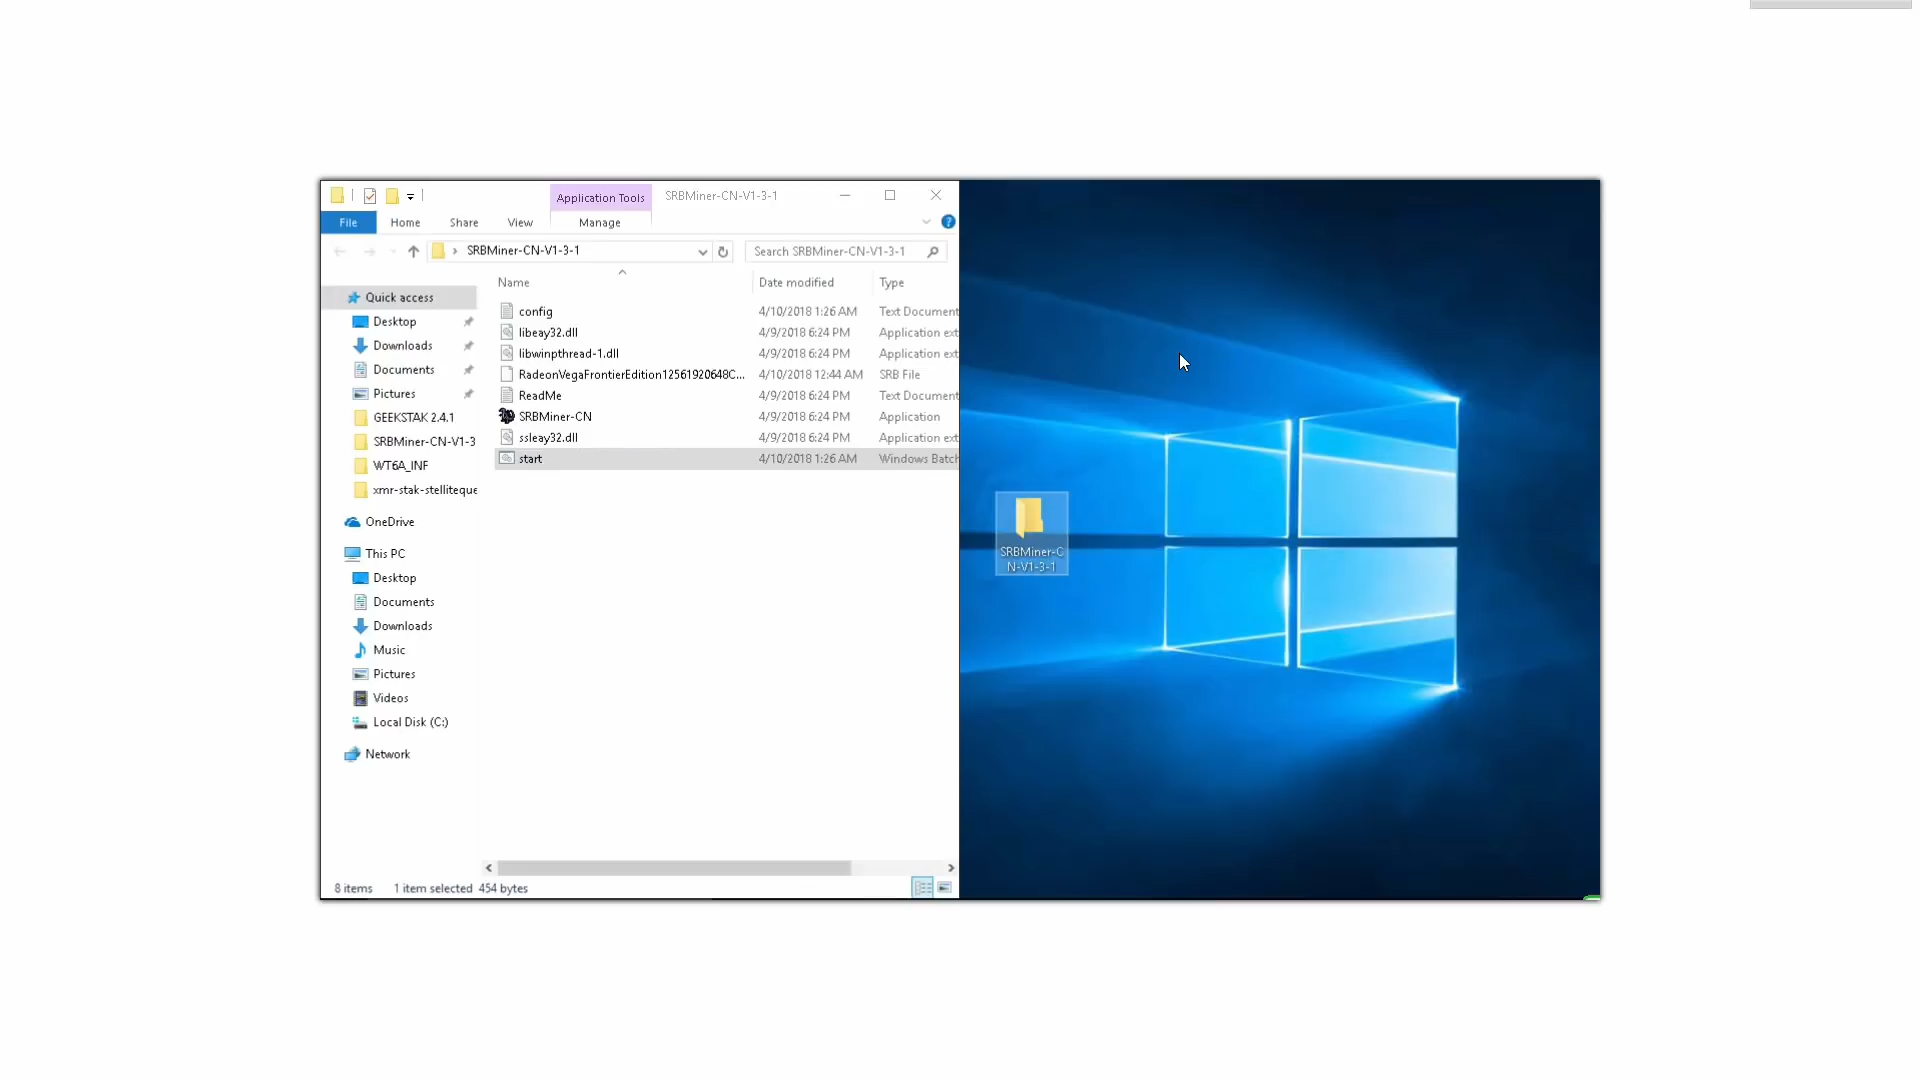 Application Tools
SRBMiner-CN-V1-3-1
File
Home
Share
View
Manage
SRBMiner-CN-V1-3-1
Search SRBMiner-CN-V1-3-1
Name
Date modified
Type
Quick access
Desktop
Downloads
Documents
Pictures
GEEKSTAK 2.4.1
SRBMiner-CN-V1-3
WT6A_INF
xmr-stak-stelliteque
OneDrive
This PC
Desktop
Documents
Downloads
Music
Pictures
Videos
Local Disk (C:)
Network
config 4/10/2018 1:26 AM Text Document
libeay32.dll 4/9/2018 6:24 PM Application ext
libwinpthread-1.dll 4/9/2018 6:24 PM Application ext
RadeonVegaFrontierEdition12561920648C... 4/10/2018 12:44 AM SRB File
ReadMe 4/9/2018 6:24 PM Text Document
SRBMiner-CN 4/9/2018 6:24 PM Application
ssleay32.dll 4/9/2018 6:24 PM Application ext
start 4/10/2018 1:26 AM Windows Batch
8 items 1 item selected 454 bytes
SRBMiner-C
N-V1-3-1